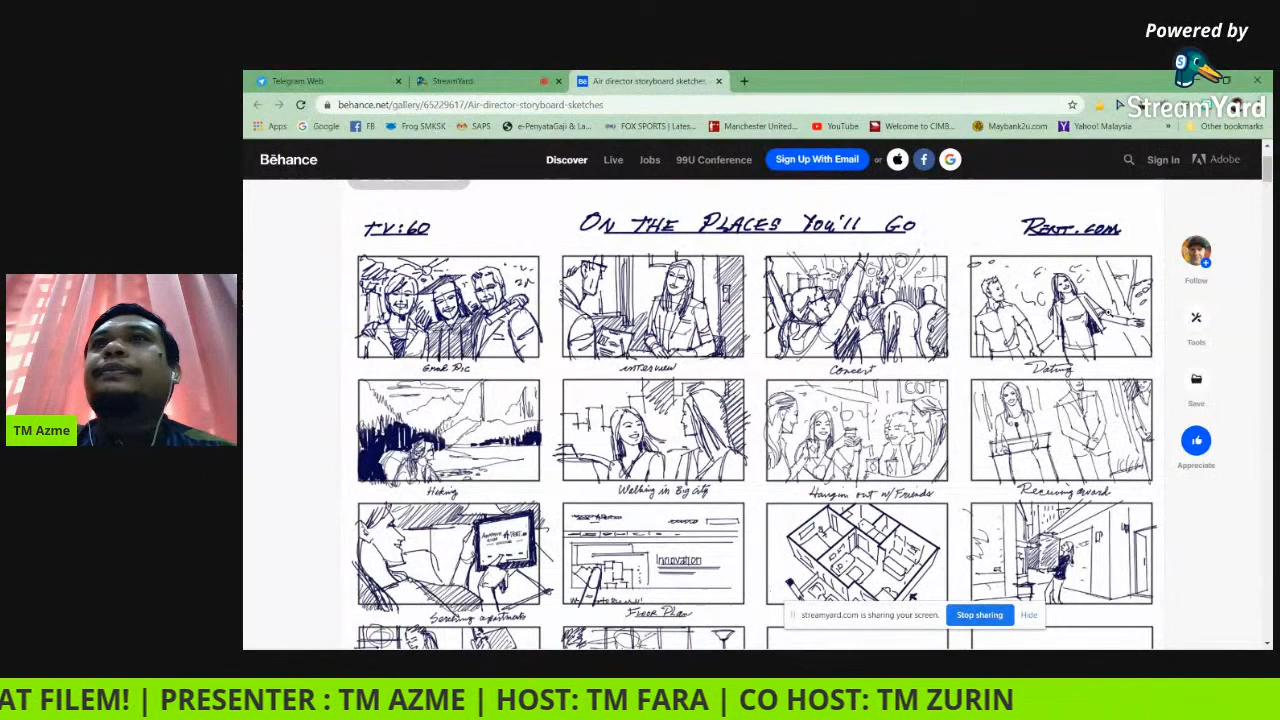 Powered by
StreamYard
Telegram Web
StreamYard
Air director storyboard sketches
behance.net/gallery/65229617/Air-director-storyboard-sketches
Apps Google FB Frog SMKSK SAPS e-PenyataGaji & La... FOX SPORTS | Lates... Manchester United... YouTube Welcome to CIMB... Maybank2u.com Yahoo! Malaysia » Other bookmarks
Bēhance Discover Live Jobs 99U Conference Sign Up With Email or Sign In Adobe
TV:60 ON THE PLACES YOU'll GO RENT.COM
Follow
Grad Pic interview Concert Dating
Tools
COFF
Save
Appreciate
Hiking Walking in Big City Hangin out w/ Friends Receiving award
Innovation
Floor Plan
streamyard.com is sharing your screen. Stop sharing Hide
TM Azme
AT FILEM! | PRESENTER : TM AZME | HOST: TM FARA | CO HOST: TM ZURIN